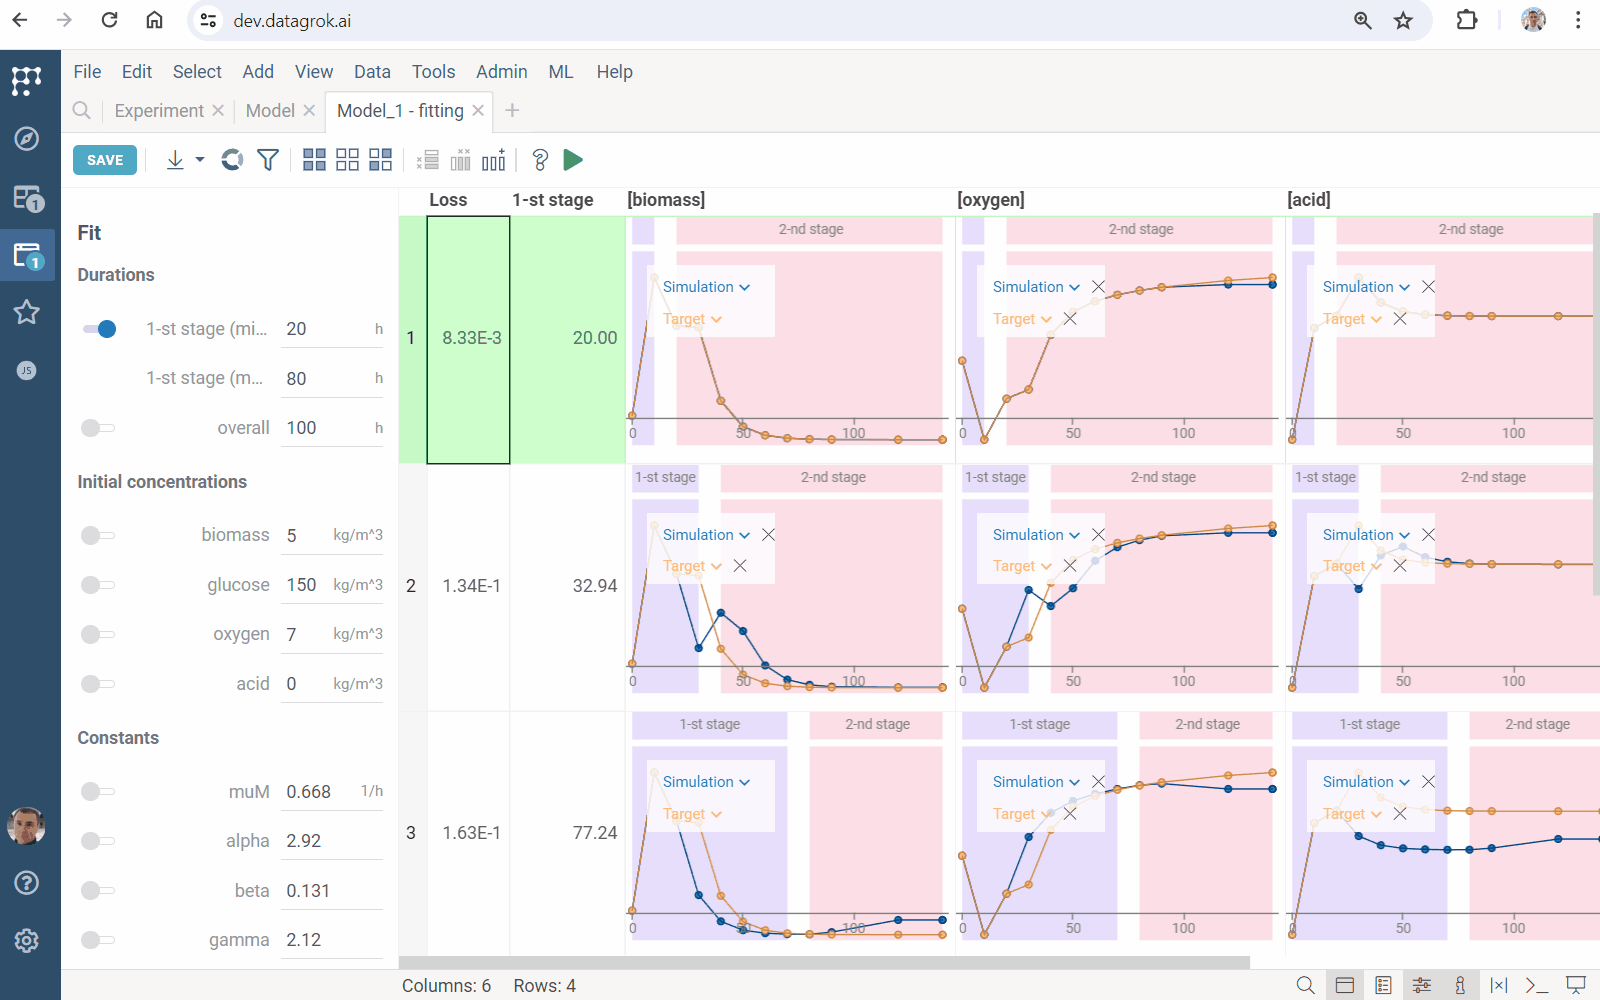 dev.datagrok.ai
File Edit Select Add View Data Tools Admin ML Help
Experiment Model Model_1 - fitting
SAVE
Loss 1-st stage [biomass] [oxygen] [acid]
Fit
Durations
1-st stage (mi... 20 h
1-st stage (m... 80 h
overall 100 h
Initial concentrations
biomass 5 kg/m^3
glucose 150 kg/m^3
oxygen 7 kg/m^3
acid 0 kg/m^3
Constants
muM 0.668 1/h
alpha 2.92
beta 0.131
gamma 2.12
2-nd stage 2-nd stage 2-nd stage
Simulation Simulation Simulation
Target Target Target
1 8.33E-3 20.00
0 50 100 0 50 100 0 50 100
1-st stage 2-nd stage 1-st stage 2-nd stage 1-st stage 2-nd stage
Simulation Simulation Simulation
Target Target Target
2 1.34E-1 32.94
0 50 100 0 50 100 0 50 100
1-st stage 2-nd stage 1-st stage 2-nd stage 1-st stage 2-nd stage
Simulation Simulation Simulation
Target Target Target
3 1.63E-1 77.24
0 50 100 0 50 100 0 50 100
1
1
JS
Columns: 6 Rows: 4